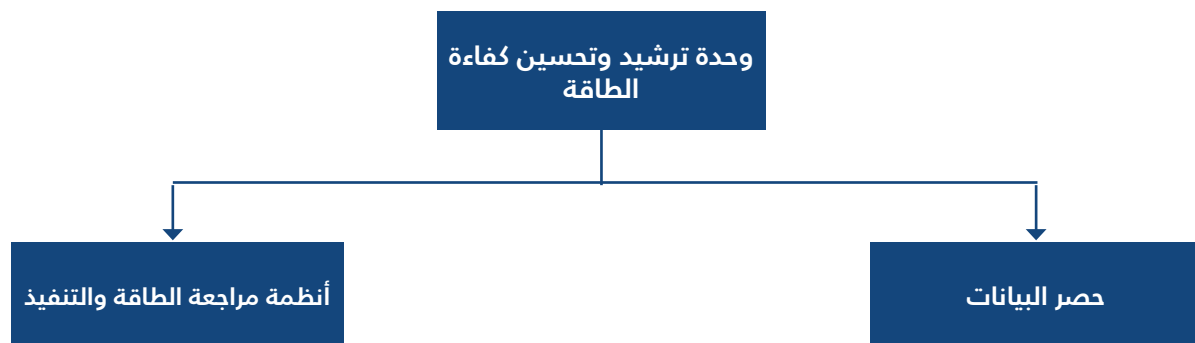 وحدة ترشيد وتحسين كفاءة
الطاقة
حصر البيانات
أنظمة مراجعة الطاقة والتنفيذ